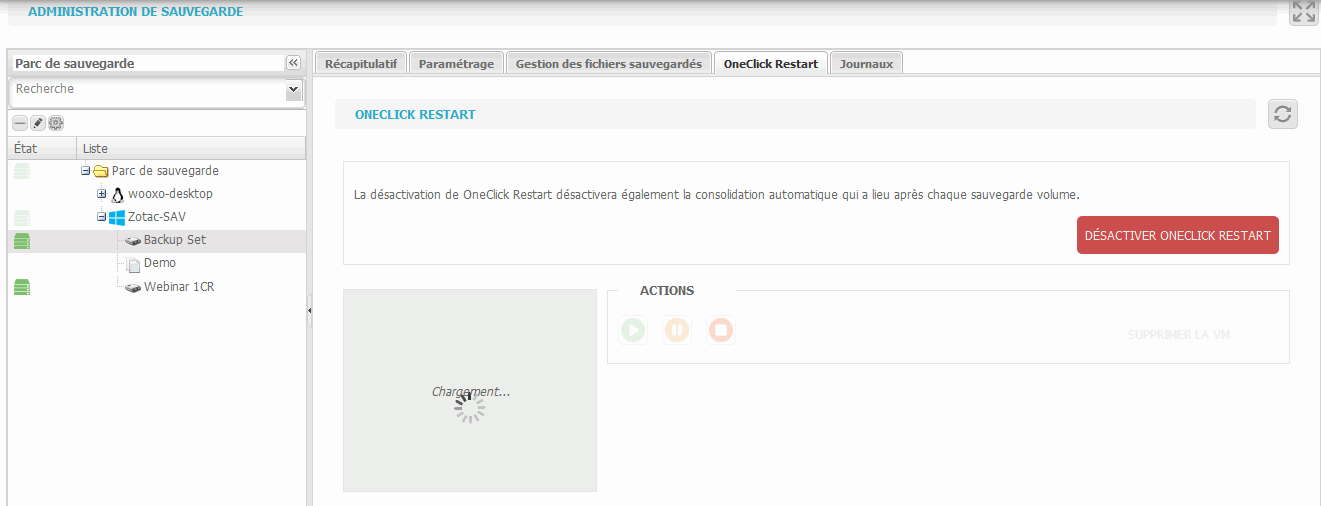 ADMINISTRATION DE SAUVEGARDE
Parc de sauvegarde
Recherche
État Liste
Parc de sauvegarde
wooxo-desktop
Zotac-SAV
Backup Set
Demo
Webinar 1CR
Récapitulatif Paramétrage Gestion des fichiers sauvegardés OneClick Restart Journaux
ONECLICK RESTART
La désactivation de OneClick Restart désactivera également la consolidation automatique qui a lieu après chaque sauvegarde volume.
DÉSACTIVER ONECLICK RESTART
Chargement...
ACTIONS
SUPPRIMER LA VM